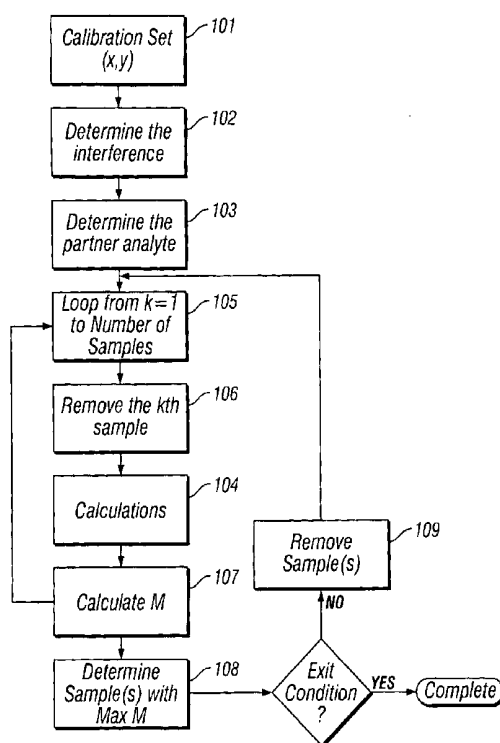 Calibration Set
(x,y)
101
Determine the
interference
102
Determine the
partner analyte
103
Loop from k=1
to Number of
Samples
105
Remove the kth
sample
106
Calculations
104
Calculate M
107
Determine
Sample(s) with
Max M
108
Exit
Condition
?
NO
Remove
Sample(s)
109
YES
Complete